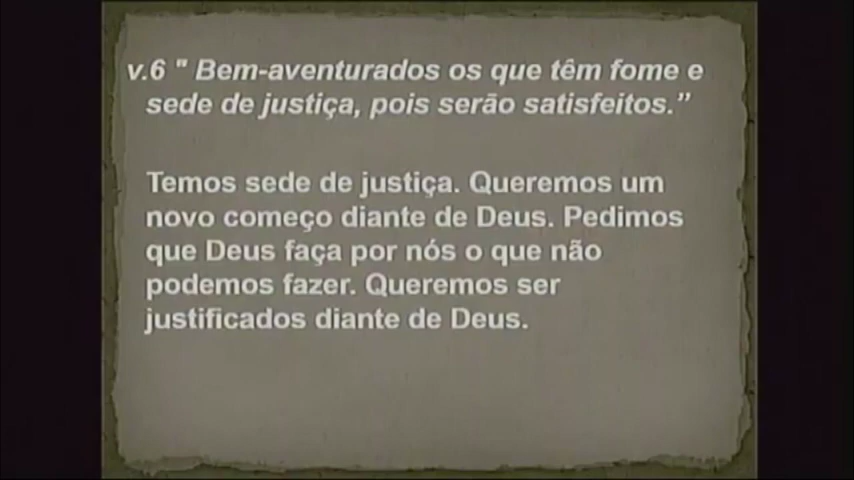 v.6 " Bem-aventurados os que têm fome e
sede de justiça, pois serão satisfeitos.”
Temos sede de justiça. Queremos um
novo começo diante de Deus. Pedimos
que Deus faça por nós o que não
podemos fazer. Queremos ser
justificados diante de Deus.